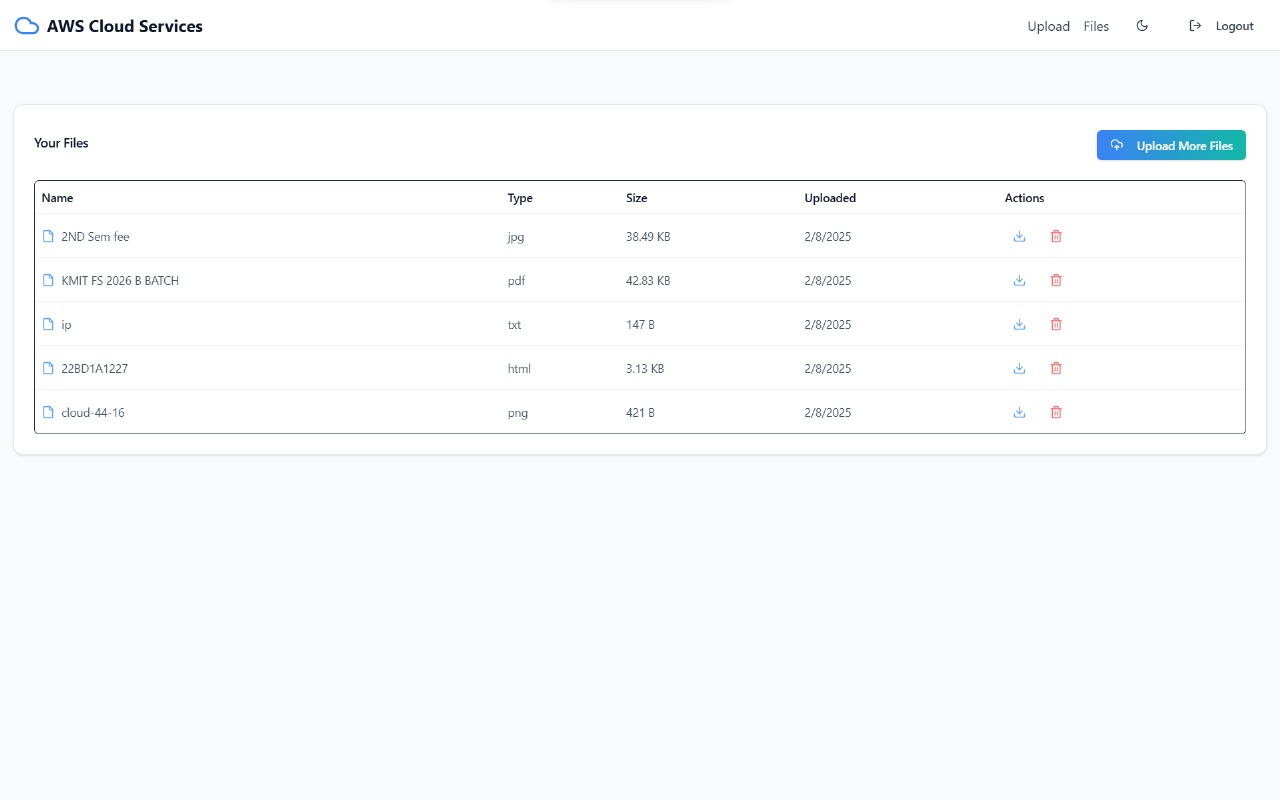 AWS Cloud Services
Upload Files Logout
Your Files
Upload More Files
Name Type Size Uploaded Actions
2ND Sem fee jpg 38.49 KB 2/8/2025
KMIT FS 2026 B BATCH pdf 42.83 KB 2/8/2025
ip txt 147 B 2/8/2025
22BD1A1227 html 3.13 KB 2/8/2025
cloud-44-16 png 421 B 2/8/2025